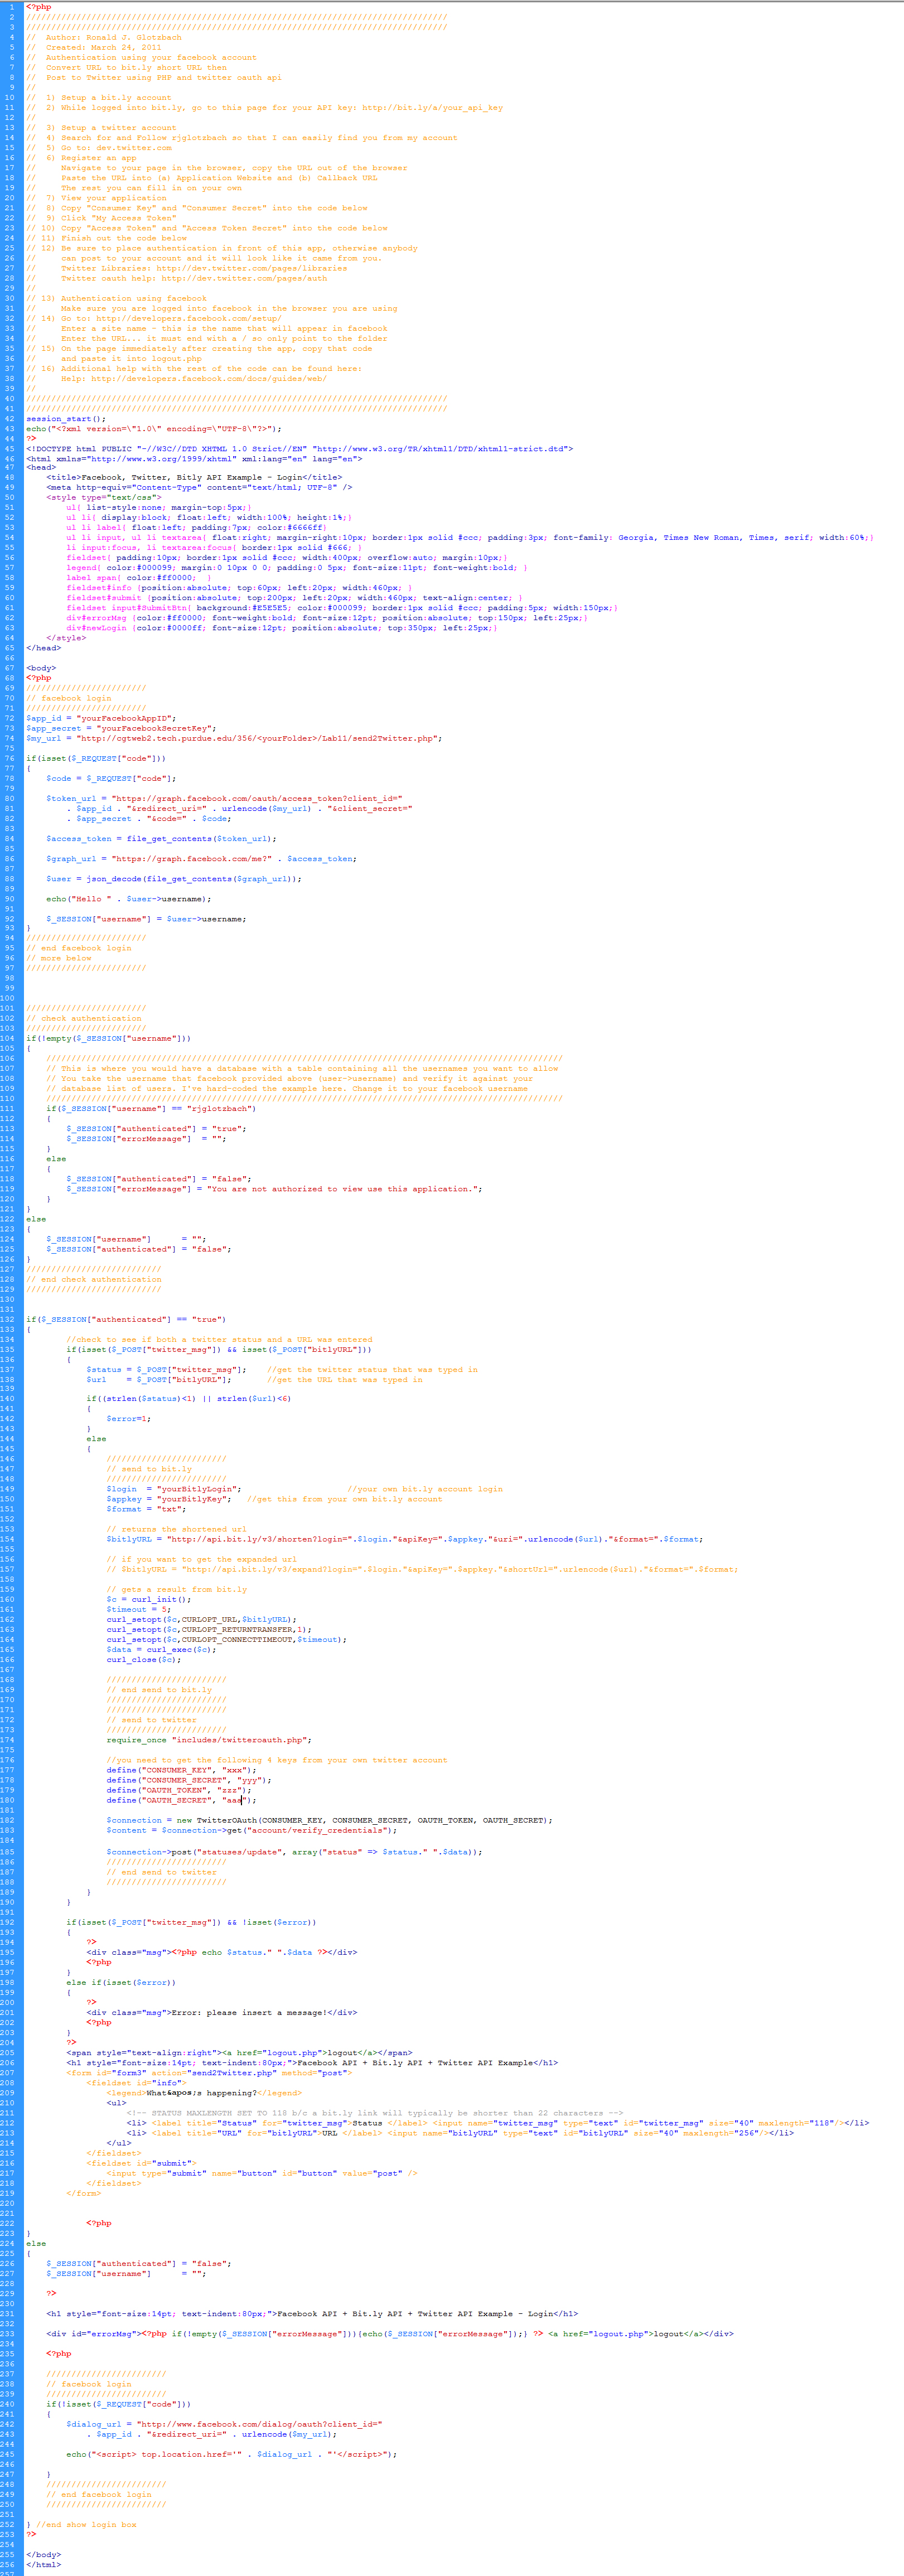 1 <?php
2 ////////////////////////////////////////////////////////////////////////////////////
3 ////////////////////////////////////////////////////////////////////////////////////
4 //  Author: Ronald J. Glotzbach
5 //  Created: March 24, 2011
6 //  Authentication using your facebook account
7 //  Convert URL to bit.ly short URL then
8 //  Post to Twitter using PHP and twitter oauth api
9 //
10 //  1) Setup a bit.ly account
11 //  2) While logged into bit.ly, go to this page for your API key: http://bit.ly/a/your_api_key
12 //
13 //  3) Setup a twitter account
14 //  4) Search for and Follow rjglotzbach so that I can easily find you from my account
15 //  5) Go to: dev.twitter.com
16 //  6) Register an app
17 //     Navigate to your page in the browser, copy the URL out of the browser
18 //     Paste the URL into (a) Application Website and (b) Callback URL
19 //     The rest you can fill in on your own
20 //  7) View your application
21 //  8) Copy "Consumer Key" and "Consumer Secret" into the code below
22 //  9) Click "My Access Token"
23 // 10) Copy "Access Token" and "Access Token Secret" into the code below
24 // 11) Finish out the code below
25 // 12) Be sure to place authentication in front of this app, otherwise anybody
26 //     can post to your account and it will look like it came from you.
27 //     Twitter Libraries: http://dev.twitter.com/pages/libraries
28 //     Twitter oauth help: http://dev.twitter.com/pages/auth
29 //
30 // 13) Authentication using facebook
31 //     Make sure you are logged into facebook in the browser you are using
32 // 14) Go to: http://developers.facebook.com/setup/
33 //     Enter a site name - this is the name that will appear in facebook
34 //     Enter the URL... it must end with a / so only point to the folder
35 // 15) On the page immediately after creating the app, copy that code
36 //     and paste it into logout.php
37 // 16) Additional help with the rest of the code can be found here:
38 //     Help: http://developers.facebook.com/docs/guides/web/
39 //
40 ////////////////////////////////////////////////////////////////////////////////////
41 ////////////////////////////////////////////////////////////////////////////////////
42 session_start();
43 echo("<?xml version=\"1.0\" encoding=\"UTF-8\"?>");
44 ?>
45 <!DOCTYPE html PUBLIC "-//W3C//DTD XHTML 1.0 Strict//EN" "http://www.w3.org/TR/xhtml1/DTD/xhtml1-strict.dtd">
46 <html xmlns="http://www.w3.org/1999/xhtml" xml:lang="en" lang="en">
47 <head>
48     <title>Facebook, Twitter, Bitly API Example - Login</title>
49     <meta http-equiv="Content-Type" content="text/html; UTF-8" />
50     <style type="text/css">
51         ul{ list-style:none; margin-top:5px;}
52         ul li{ display:block; float:left; width:100%; height:1%;}
53         ul li label{ float:left; padding:7px; color:#6666ff}
54         ul li input, ul li textarea{ float:right; margin-right:10px; border:1px solid #ccc; padding:3px; font-family: Georgia, Times New Roman, Times, serif; width:60%;}
55         li input:focus, li textarea:focus{ border:1px solid #666; }
56         fieldset{ padding:10px; border:1px solid #ccc; width:400px; overflow:auto; margin:10px;}
57         legend{ color:#000099; margin:0 10px 0 0; padding:0 5px; font-size:11pt; font-weight:bold; }
58         label span{ color:#ff0000;  }
59         fieldset#info {position:absolute; top:60px; left:20px; width:460px; }
60         fieldset#submit {position:absolute; top:200px; left:20px; width:460px; text-align:center; }
61         fieldset input#SubmitBtn{ background:#E5E5E5; color:#000099; border:1px solid #ccc; padding:5px; width:150px;}
62         div#errorMsg {color:#ff0000; font-weight:bold; font-size:12pt; position:absolute; top:150px; left:25px;}
63         div#newLogin {color:#0000ff; font-size:12pt; position:absolute; top:350px; left:25px;}
64     </style>
65 </head>
66
67 <body>
68 <?php
69 ////////////////////////
70 // facebook login
71 ////////////////////////
72 $app_id = "yourFacebookAppID";
73 $app_secret = "yourFacebookSecretKey";
74 $my_url = "http://cgtweb2.tech.purdue.edu/356/<yourFolder>/Lab11/send2Twitter.php";
75
76 if(isset($_REQUEST["code"]))
77 {
78     $code = $_REQUEST["code"];
79
80     $token_url = "https://graph.facebook.com/oauth/access_token?client_id="
81         . $app_id . "&redirect_uri=" . urlencode($my_url) . "&client_secret="
82         . $app_secret . "&code=" . $code;
83
84     $access_token = file_get_contents($token_url);
85
86     $graph_url = "https://graph.facebook.com/me?" . $access_token;
87
88     $user = json_decode(file_get_contents($graph_url));
89
90     echo("Hello " . $user->username);
91
92     $_SESSION["username"] = $user->username;
93 }
94 ////////////////////////
95 // end facebook login
96 // more below
97 ////////////////////////
98
99
100
101 ////////////////////////
102 // check authentication
103 ////////////////////////
104 if(!empty($_SESSION["username"]))
105 {
106     ///////////////////////////////////////////////////////////////////////////////////////////////////////
107     // This is where you would have a database with a table containing all the usernames you want to allow
108     // You take the username that facebook provided above (user->username) and verify it against your
109     // database list of users. I've hard-coded the example here. Change it to your facebook username
110     ///////////////////////////////////////////////////////////////////////////////////////////////////////
111     if($_SESSION["username"] == "rjglotzbach")
112     {
113         $_SESSION["authenticated"] = "true";
114         $_SESSION["errorMessage"]  = "";
115     }
116     else
117     {
118         $_SESSION["authenticated"] = "false";
119         $_SESSION["errorMessage"] = "You are not authorized to view use this application.";
120     }
121 }
122 else
123 {
124     $_SESSION["username"]      = "";
125     $_SESSION["authenticated"] = "false";
126 }
127 ///////////////////////////
128 // end check authentication
129 ///////////////////////////
130
131
132 if($_SESSION["authenticated"] == "true")
133 {
134         //check to see if both a twitter status and a URL was entered
135         if(isset($_POST["twitter_msg"]) && isset($_POST["bitlyURL"]))
136         {
137             $status = $_POST["twitter_msg"];    //get the twitter status that was typed in
138             $url    = $_POST["bitlyURL"];       //get the URL that was typed in
139
140             if((strlen($status)<1) || strlen($url)<6)
141             {
142                 $error=1;
143             }
144             else
145             {
146                 ////////////////////////
147                 // send to bit.ly
148                 ////////////////////////
149                 $login  = "yourBitlyLogin";                     //your own bit.ly account login
150                 $appkey = "yourBitlyKey";   //get this from your own bit.ly account
151                 $format = "txt";
152
153                 // returns the shortened url
154                 $bitlyURL = "http://api.bit.ly/v3/shorten?login=".$login."&apiKey=".$appkey."&uri=".urlencode($url)."&format=".$format;
155
156                 // if you want to get the expanded url
157                 // $bitlyURL = "http://api.bit.ly/v3/expand?login=".$login."&apiKey=".$appkey."&shortUrl=".urlencode($url)."&format=".$format;
158
159                 // gets a result from bit.ly
160                 $c = curl_init();
161                 $timeout = 5;
162                 curl_setopt($c,CURLOPT_URL,$bitlyURL);
163                 curl_setopt($c,CURLOPT_RETURNTRANSFER,1);
164                 curl_setopt($c,CURLOPT_CONNECTTIMEOUT,$timeout);
165                 $data = curl_exec($c);
166                 curl_close($c);
167
168                 ////////////////////////
169                 // end send to bit.ly
170                 ////////////////////////
171                 ////////////////////////
172                 // send to twitter
173                 ////////////////////////
174                 require_once "includes/twitteroauth.php";
175
176                 //you need to get the following 4 keys from your own twitter account
177                 define("CONSUMER_KEY", "xxx");
178                 define("CONSUMER_SECRET", "yyy");
179                 define("OAUTH_TOKEN", "zzz");
180                 define("OAUTH_SECRET", "aaa");
181
182                 $connection = new TwitterOAuth(CONSUMER_KEY, CONSUMER_SECRET, OAUTH_TOKEN, OAUTH_SECRET);
183                 $content = $connection->get("account/verify_credentials");
184
185                 $connection->post("statuses/update", array("status" => $status." ".$data));
186                 ////////////////////////
187                 // end send to twitter
188                 ////////////////////////
189             }
190         }
191
192         if(isset($_POST["twitter_msg"]) && !isset($error))
193         {
194             ?>
195             <div class="msg"><?php echo $status." ".$data ?></div>
196             <?php
197         }
198         else if(isset($error))
199         {
200             ?>
201             <div class="msg">Error: please insert a message!</div>
202             <?php
203         }
204         ?>
205         <span style="text-align:right"><a href="logout.php">logout</a></span>
206         <h1 style="font-size:14pt; text-indent:80px;">Facebook API + Bit.ly API + Twitter API Example</h1>
207         <form id="form3" action="send2Twitter.php" method="post">
208             <fieldset id="info">
209                 <legend>What&apos;s happening?</legend>
210                 <ul>
211                     <!-- STATUS MAXLENGTH SET TO 118 b/c a bit.ly link will typically be shorter than 22 characters -->
212                     <li> <label title="Status" for="twitter_msg">Status </label> <input name="twitter_msg" type="text" id="twitter_msg" size="40" maxlength="118"/></li>
213                     <li> <label title="URL" for="bitlyURL">URL </label> <input name="bitlyURL" type="text" id="bitlyURL" size="40" maxlength="256"/></li>
214                 </ul>
215             </fieldset>
216             <fieldset id="submit">
217                 <input type="submit" name="button" id="button" value="post" />
218             </fieldset>
219         </form>
220
221
222             <?php
223 }
224 else
225 {
226     $_SESSION["authenticated"] = "false";
227     $_SESSION["username"]      = "";
228
229     ?>
230
231     <h1 style="font-size:14pt; text-indent:80px;">Facebook API + Bit.ly API + Twitter API Example - Login</h1>
232
233     <div id="errorMsg"><?php if(!empty($_SESSION["errorMessage"])){echo($_SESSION["errorMessage"]);} ?> <a href="logout.php">logout</a></div>
234
235     <?php
236
237     ////////////////////////
238     // facebook login
239     ////////////////////////
240     if(!isset($_REQUEST["code"]))
241     {
242         $dialog_url = "http://www.facebook.com/dialog/oauth?client_id="
243             . $app_id . "&redirect_uri=" . urlencode($my_url);
244
245         echo("<script> top.location.href='" . $dialog_url . "'</script>");
246
247     }
248     ////////////////////////
249     // end facebook login
250     ////////////////////////
251
252 } //end show login box
253 ?>
254
255 </body>
256 </html>
257